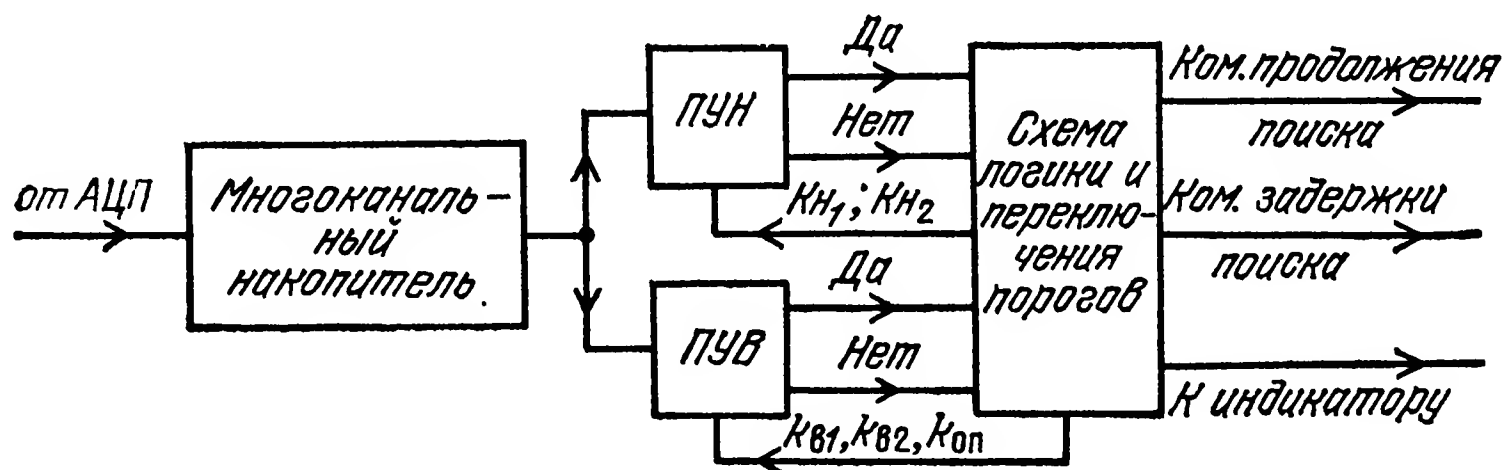 от АЦП
Многоканаль-
ный
накопитель
ПУН
Да
Нет
Кн1; Кн2
ПУВ
Да
Нет
Кв1, Кв2, Коп
Схема
логики и
переклю-
чения
порогов
Ком. продолжения
поиска
Ком. задержки
поиска
К индикатору